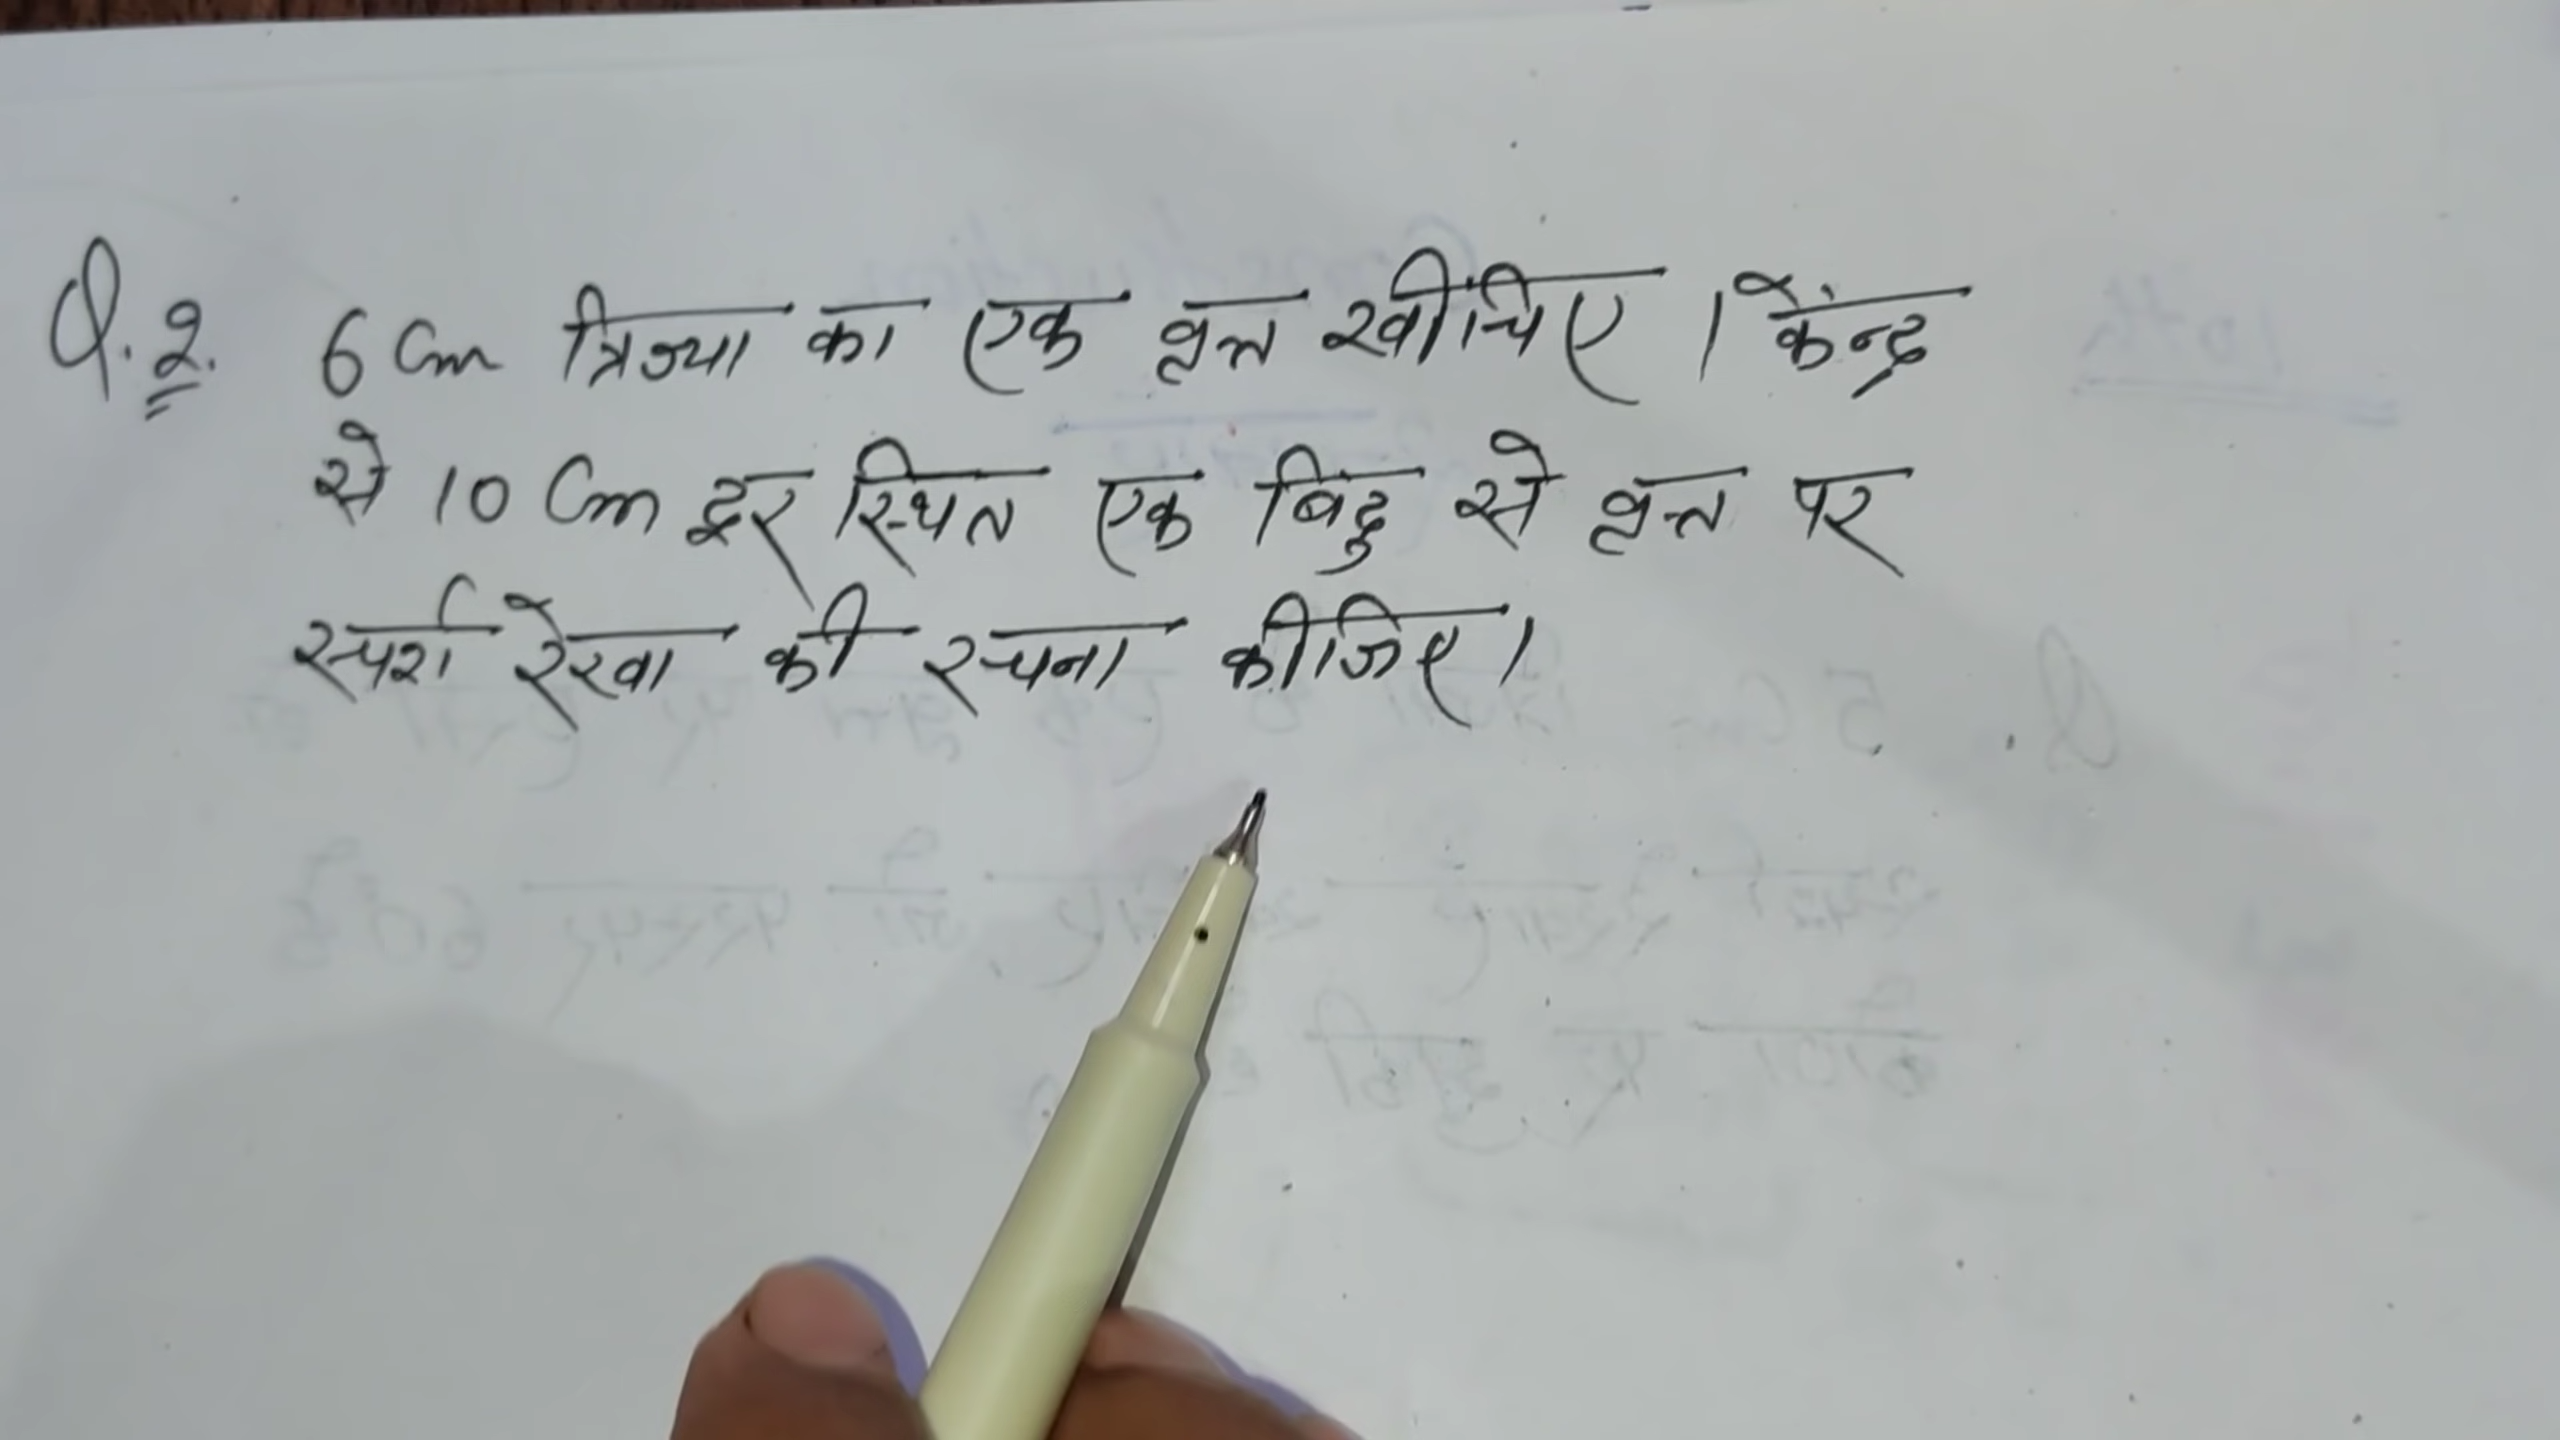 Q.2. 6 Cm त्रिज्या का एक वृत्त खींचिए। केंन्द्र
से 10 Cm दूर स्थित एक बिंदु से वृत्त पर
स्पर्श रेखा की रचना कीजिए।